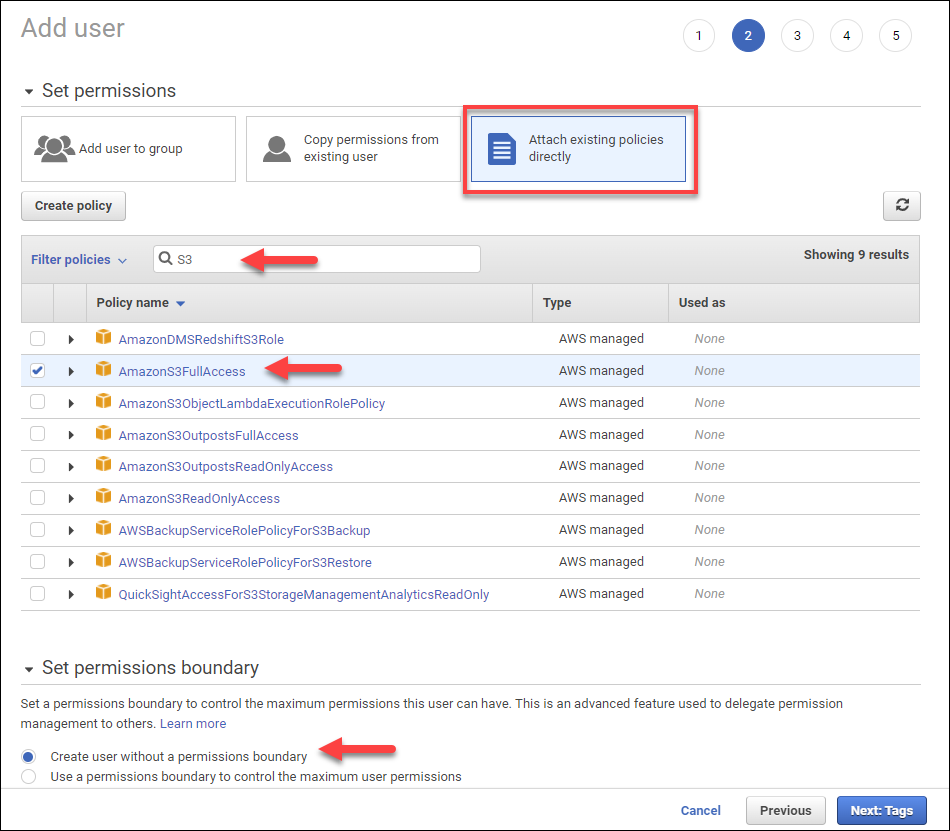 Add user
1 2 3 4 5
Set permissions
Add user to group
Copy permissions from
existing user
Attach existing policies
directly
Create policy
Filter policies
S3
Showing 9 results
Policy name Type Used as
AmazonDMSRedshiftS3Role AWS managed None
AmazonS3FullAccess AWS managed None
AmazonS3ObjectLambdaExecutionRolePolicy AWS managed None
AmazonS3OutpostsFullAccess AWS managed None
AmazonS3OutpostsReadOnlyAccess AWS managed None
AmazonS3ReadOnlyAccess AWS managed None
AWSBackupServiceRolePolicyForS3Backup AWS managed None
AWSBackupServiceRolePolicyForS3Restore AWS managed None
QuickSightAccessForS3StorageManagementAnalyticsReadOnly AWS managed None
Set permissions boundary
Set a permissions boundary to control the maximum permissions this user can have. This is an advanced feature used to delegate permission
management to others. Learn more
Create user without a permissions boundary
Use a permissions boundary to control the maximum user permissions
Cancel Previous Next: Tags